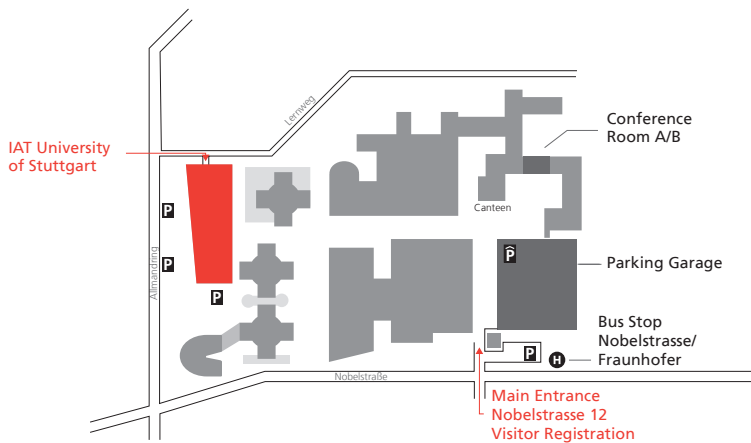 Lernweg
Conference
Room A/B
IAT University
of Stuttgart
Canteen
P
P
P
P
Allmandring
Parking Garage
Bus Stop
Nobelstrasse/
Fraunhofer
P
H
Nobelstraße
Main Entrance
Nobelstrasse 12
Visitor Registration